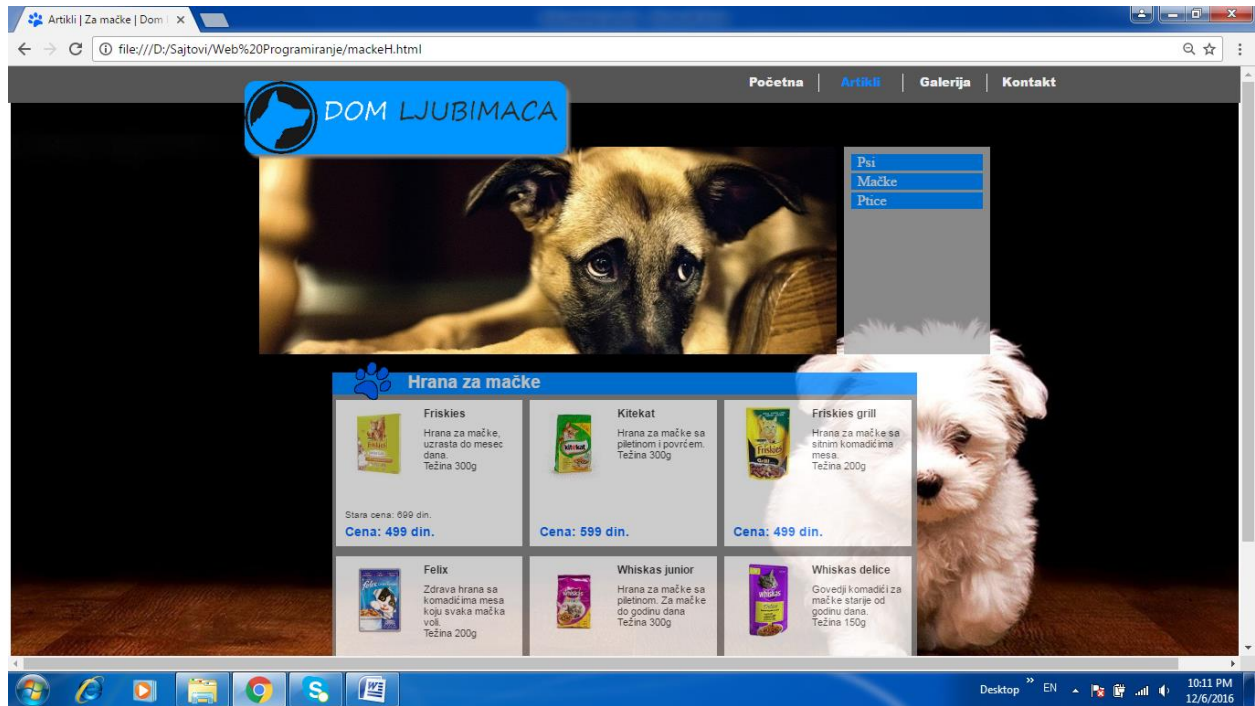 Artikli | Za mačke | Dom
file:///D:/Sajtovi/Web%20Programiranje/mackeH.html
Početna
Artikli
Galerija
Kontakt
DOM LJUBIMACA
Psi
Mačke
Ptice
Hrana za mačke
Friskies
Hrana za mačke,
uzrasta do mesec
dana.
Težina 300g
Stara cena: 699 din.
Cena: 499 din.
Kitekat
Hrana za mačke sa
piletinom i povrćem.
Težina 300g
Cena: 599 din.
Friskies grill
Hrana za mačke sa
sitnim komadićima
mesa.
Težina 200g
Cena: 499 din.
Felix
Zdrava hrana sa
komadićima mesa
koju svaka mačka
voli.
Težina 200g
Whiskas junior
Hrana za mačke sa
piletinom. Za mačke
do godinu dana
Težina 300g
Whiskas delice
Govedji komadići za
mačke starije od
godinu dana.
Težina 150g
Desktop
EN
10:11 PM
12/6/2016